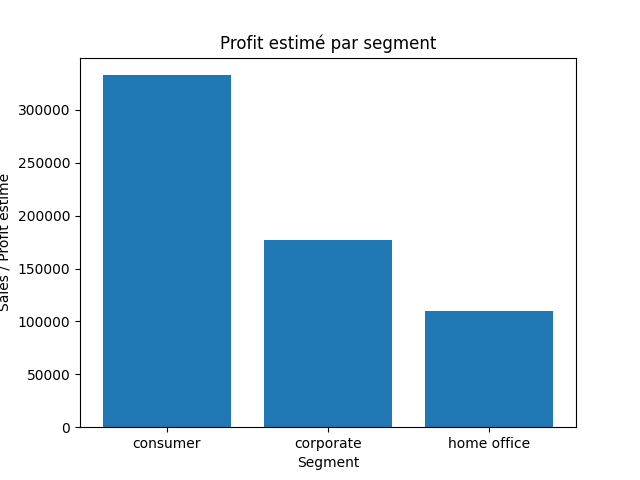 Profit estimé par segment
Sales / Profit estimé
300000
250000
200000
150000
100000
50000
0
consumer
corporate
home office
Segment